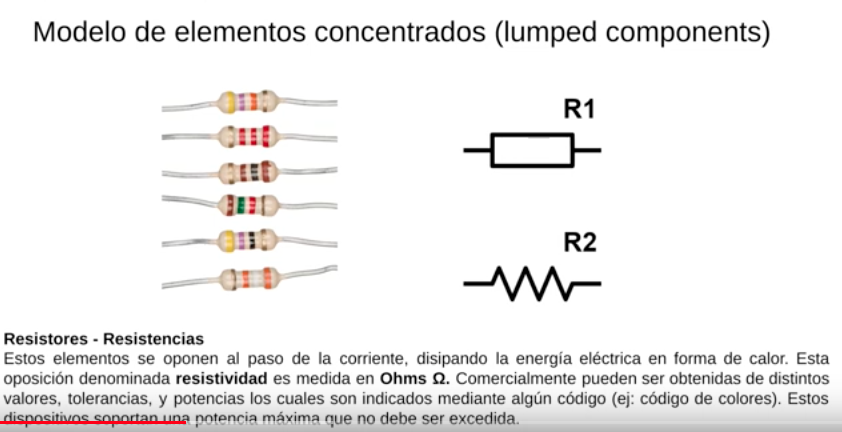 Modelo de elementos concentrados (lumped components)
R1
R2
Resistores - Resistencias
Estos elementos se oponen al paso de la corriente, disipando la energía eléctrica en forma de calor. Esta
oposición denominada resistividad es medida en Ohms Ω. Comercialmente pueden ser obtenidas de distintos
valores, tolerancias, y potencias los cuales son indicados mediante algún código (ej: código de colores). Estos
dispositivos soportan una potencia máxima que no debe ser excedida.